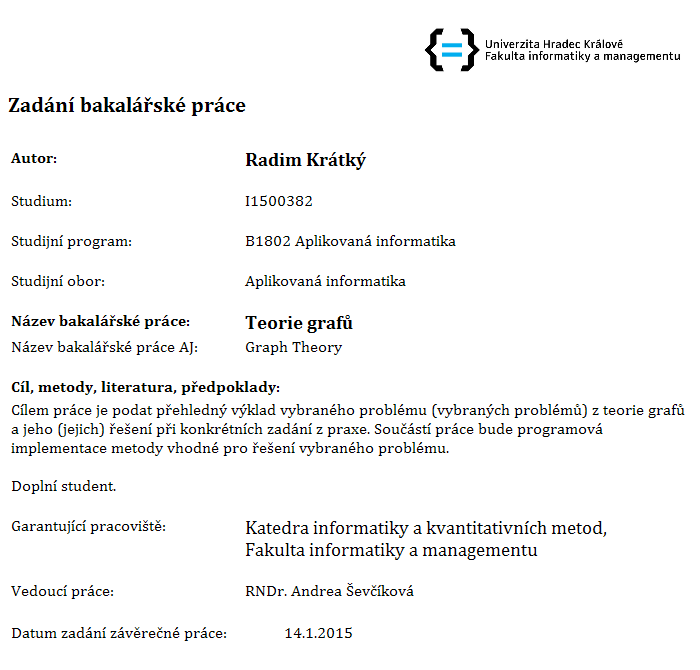 Univerzita Hradec Králové
Fakulta informatiky a managementu
Zadání bakalářské práce
Autor: Radim Krátký
Studium: I1500382
Studijní program: B1802 Aplikovaná informatika
Studijní obor: Aplikovaná informatika
Název bakalářské práce: Teorie grafů
Název bakalářské práce AJ: Graph Theory
Cíl, metody, literatura, předpoklady:
Cílem práce je podat přehledný výklad vybraného problému (vybraných problémů) z teorie grafů
a jeho (jejich) řešení při konkrétních zadání z praxe. Součástí práce bude programová
implementace metody vhodné pro řešení vybraného problému.
Doplní student.
Garantující pracoviště: Katedra informatiky a kvantitativních metod,
Fakulta informatiky a managementu
Vedoucí práce: RNDr. Andrea Ševčíková
Datum zadání závěrečné práce: 14.1.2015